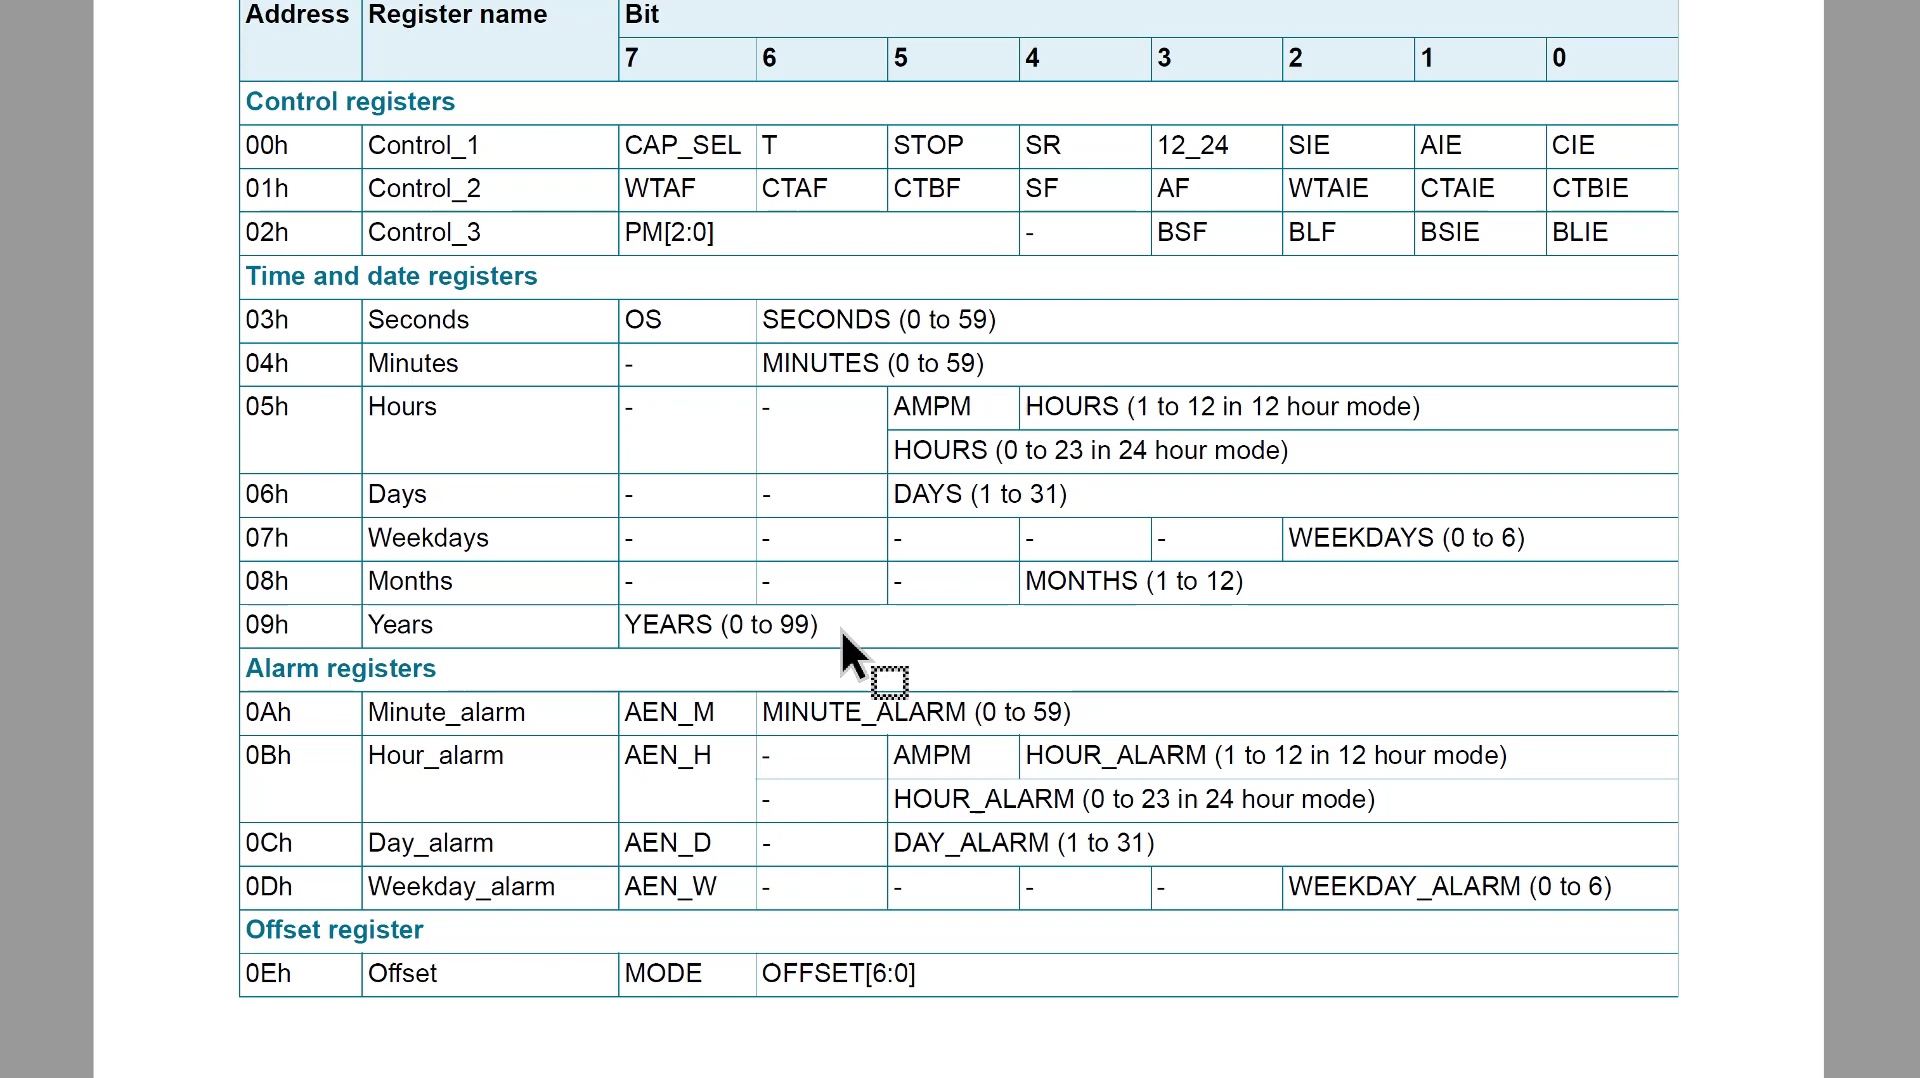 Address Register name Bit
7 6 5 4 3 2 1 0
Control registers
00h Control_1 CAP_SEL T STOP SR 12_24 SIE AIE CIE
01h Control_2 WTAF CTAF CTBF SF AF WTAIE CTAIE CTBIE
02h Control_3 PM[2:0] - BSF BLF BSIE BLIE
Time and date registers
03h Seconds OS SECONDS (0 to 59)
04h Minutes - MINUTES (0 to 59)
05h Hours - - AMPM HOURS (1 to 12 in 12 hour mode)
HOURS (0 to 23 in 24 hour mode)
06h Days - - DAYS (1 to 31)
07h Weekdays - - - - - WEEKDAYS (0 to 6)
08h Months - - - MONTHS (1 to 12)
09h Years YEARS (0 to 99)
Alarm registers
0Ah Minute_alarm AEN_M MINUTE_ALARM (0 to 59)
0Bh Hour_alarm AEN_H - AMPM HOUR_ALARM (1 to 12 in 12 hour mode)
- HOUR_ALARM (0 to 23 in 24 hour mode)
0Ch Day_alarm AEN_D - DAY_ALARM (1 to 31)
0Dh Weekday_alarm AEN_W - - - - WEEKDAY_ALARM (0 to 6)
Offset register
0Eh Offset MODE OFFSET[6:0]